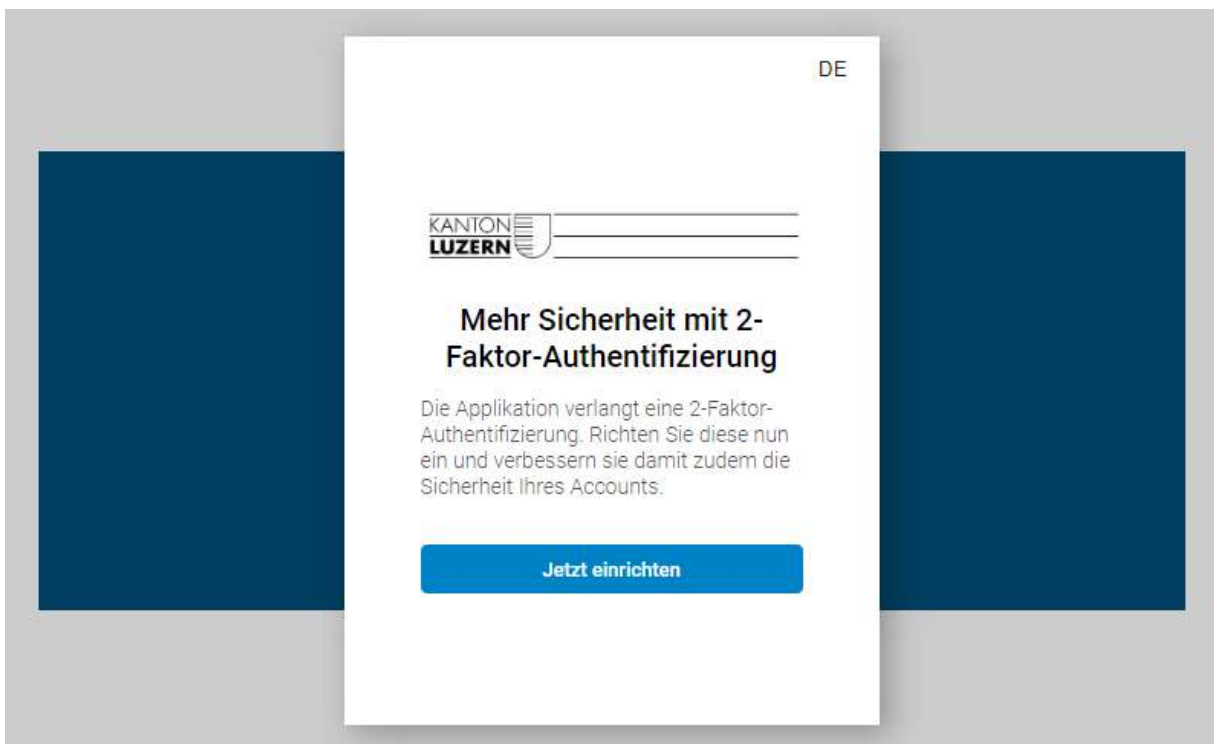 DE
KANTON
LUZERN
Mehr Sicherheit mit 2-
Faktor-Authentifizierung
Die Applikation verlangt eine 2-Faktor-
Authentifizierung. Richten Sie diese nun
ein und verbessern sie damit zudem die
Sicherheit Ihres Accounts.
Jetzt einrichten